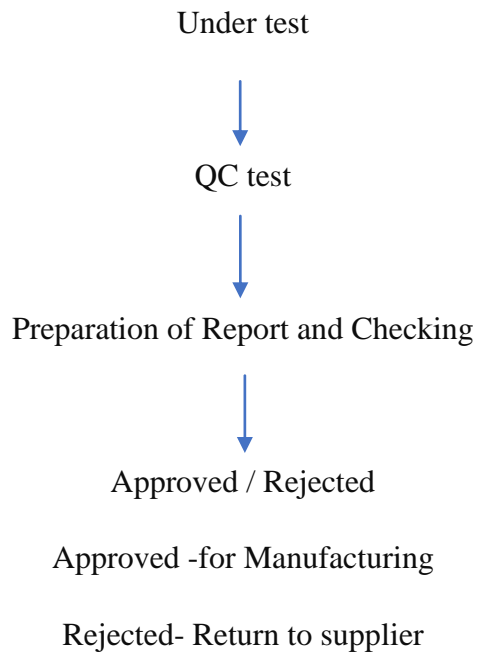 Under test
QC test
Preparation of Report and Checking
Approved / Rejected
Approved -for Manufacturing
Rejected- Return to supplier